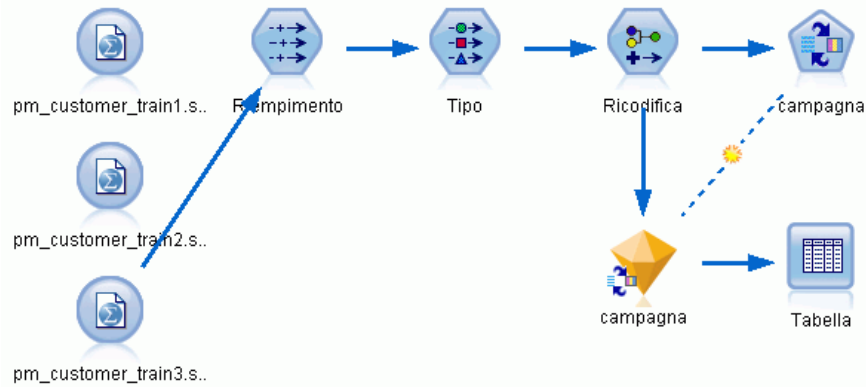 pm_customer_train1.s..
Riempimento
Tipo
Ricodifica
campagna
pm_customer_train2.s..
campagna
Tabella
pm_customer_train3.s..